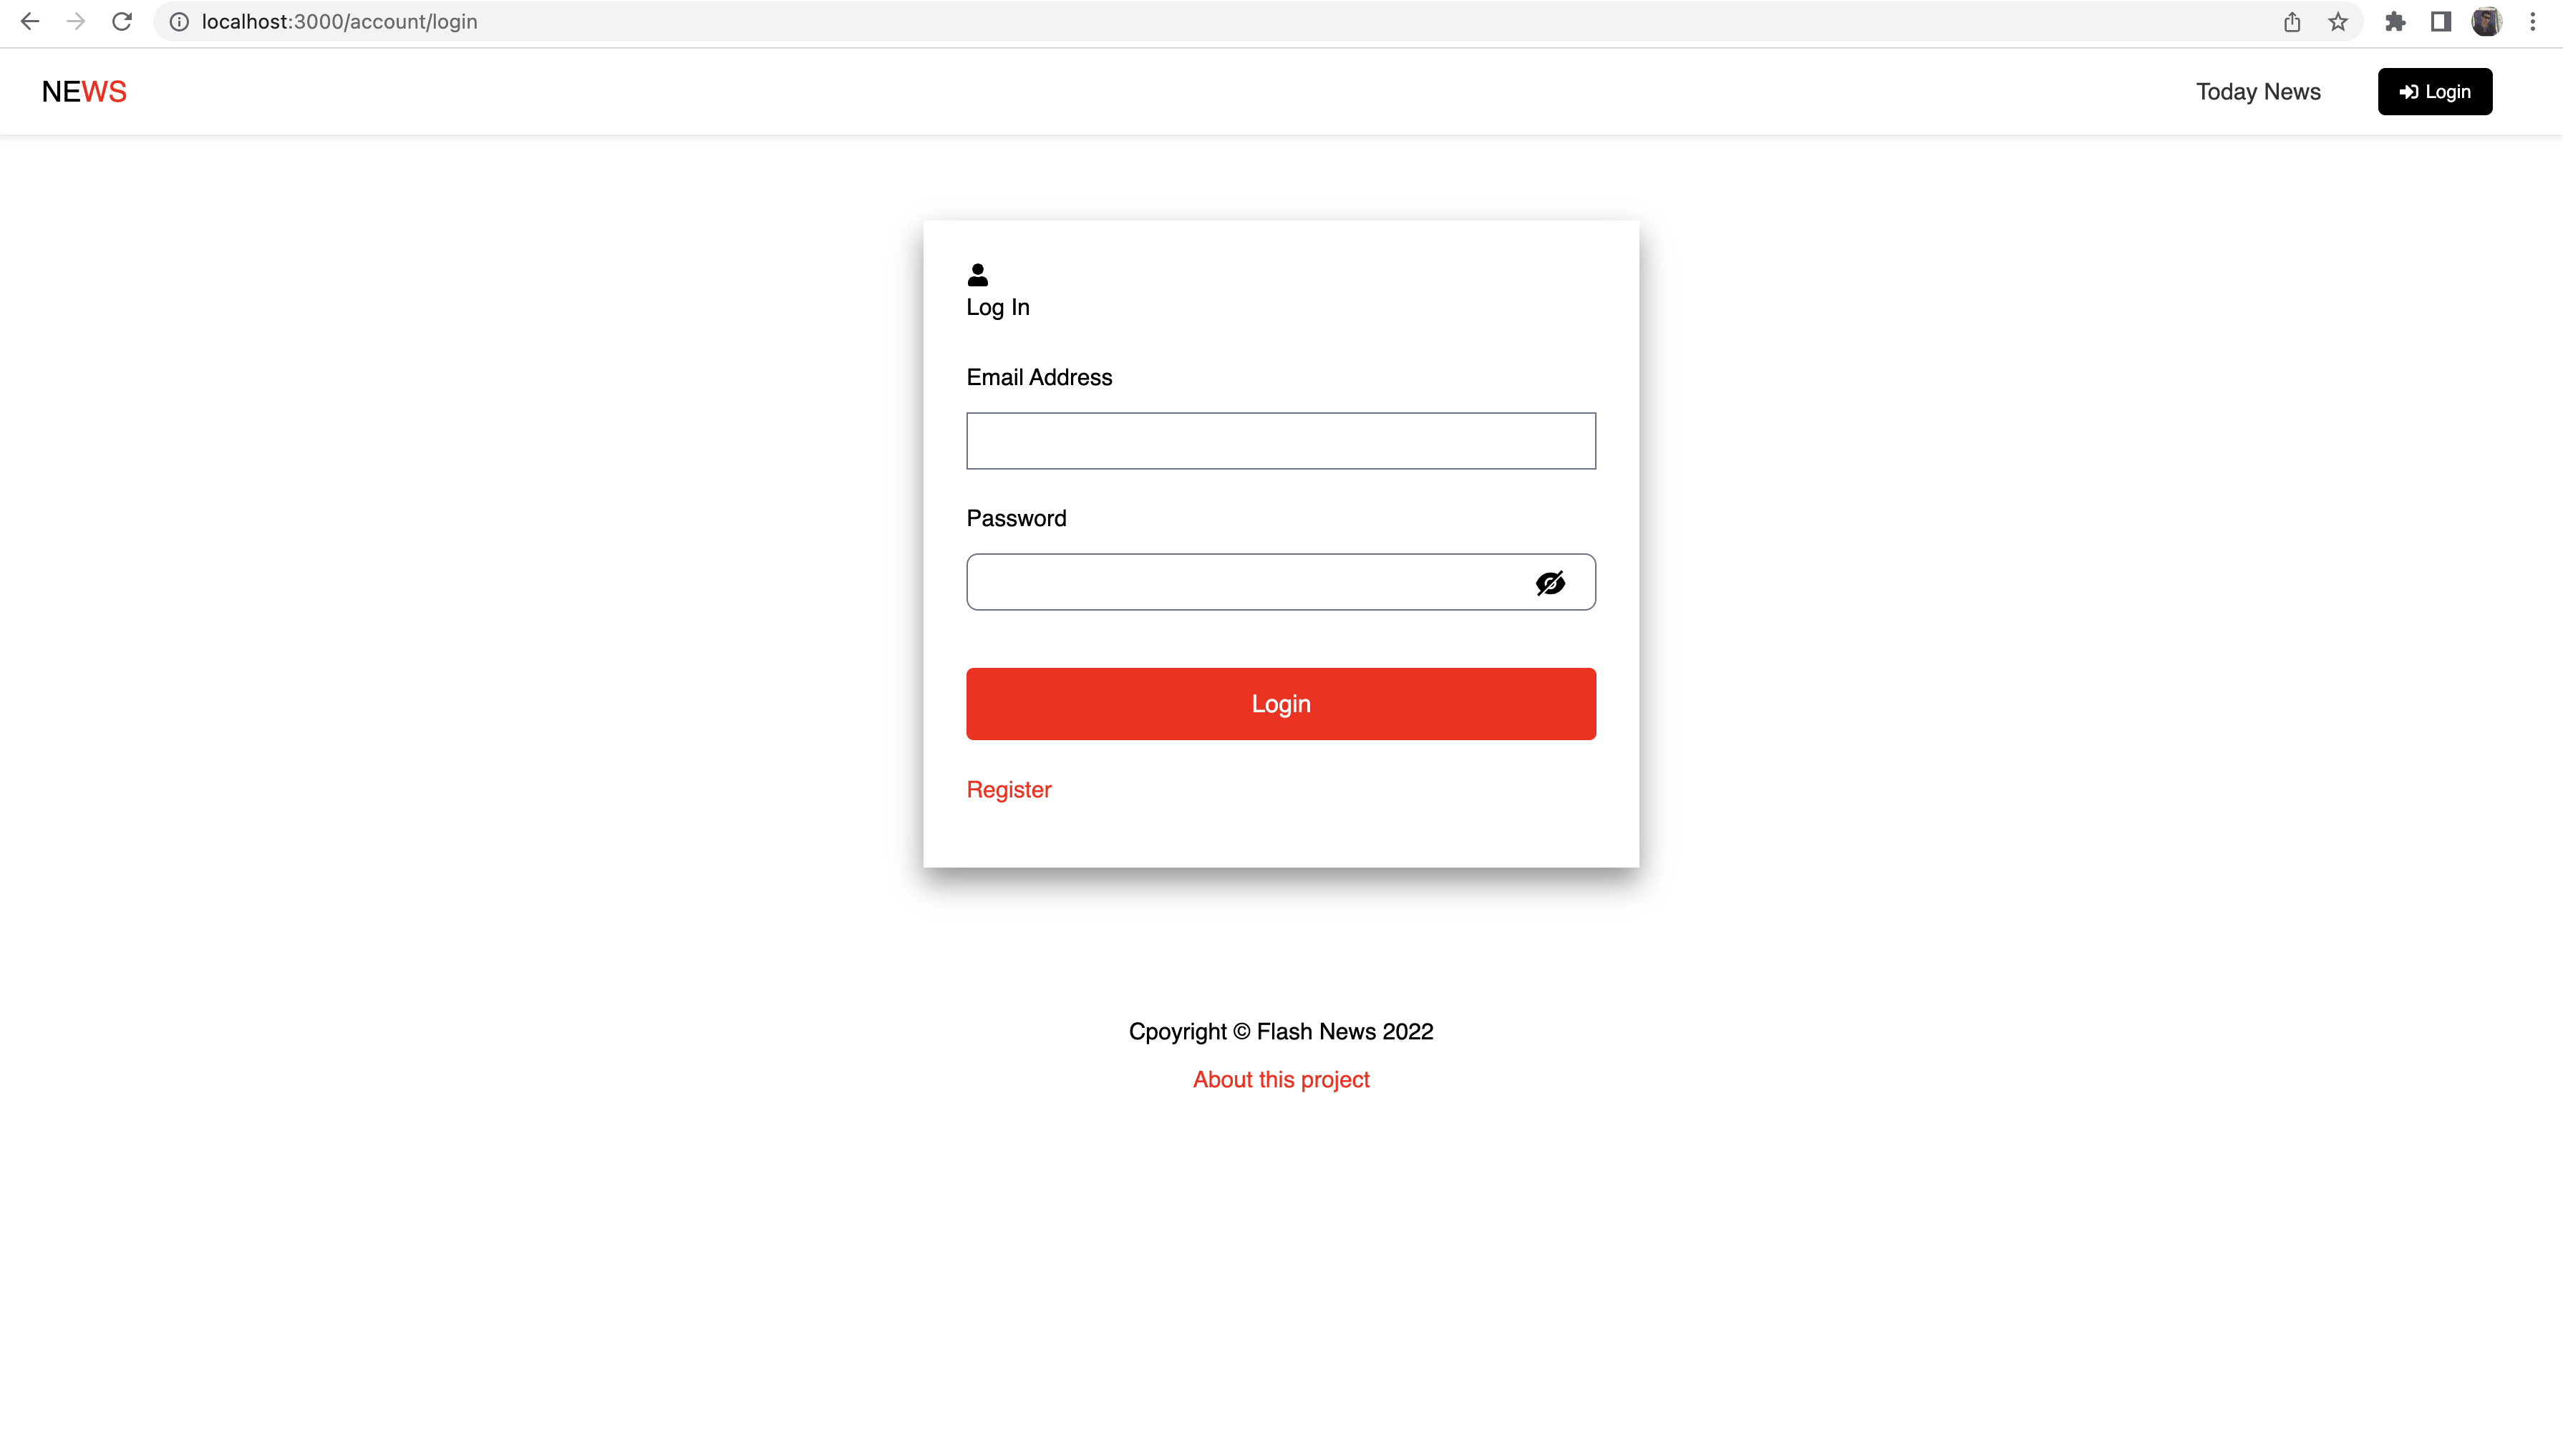 localhost:3000/account/login
NEWS
Today News
Login
Log In
Email Address
Password
Login
Register
Cpoyright © Flash News 2022
About this project